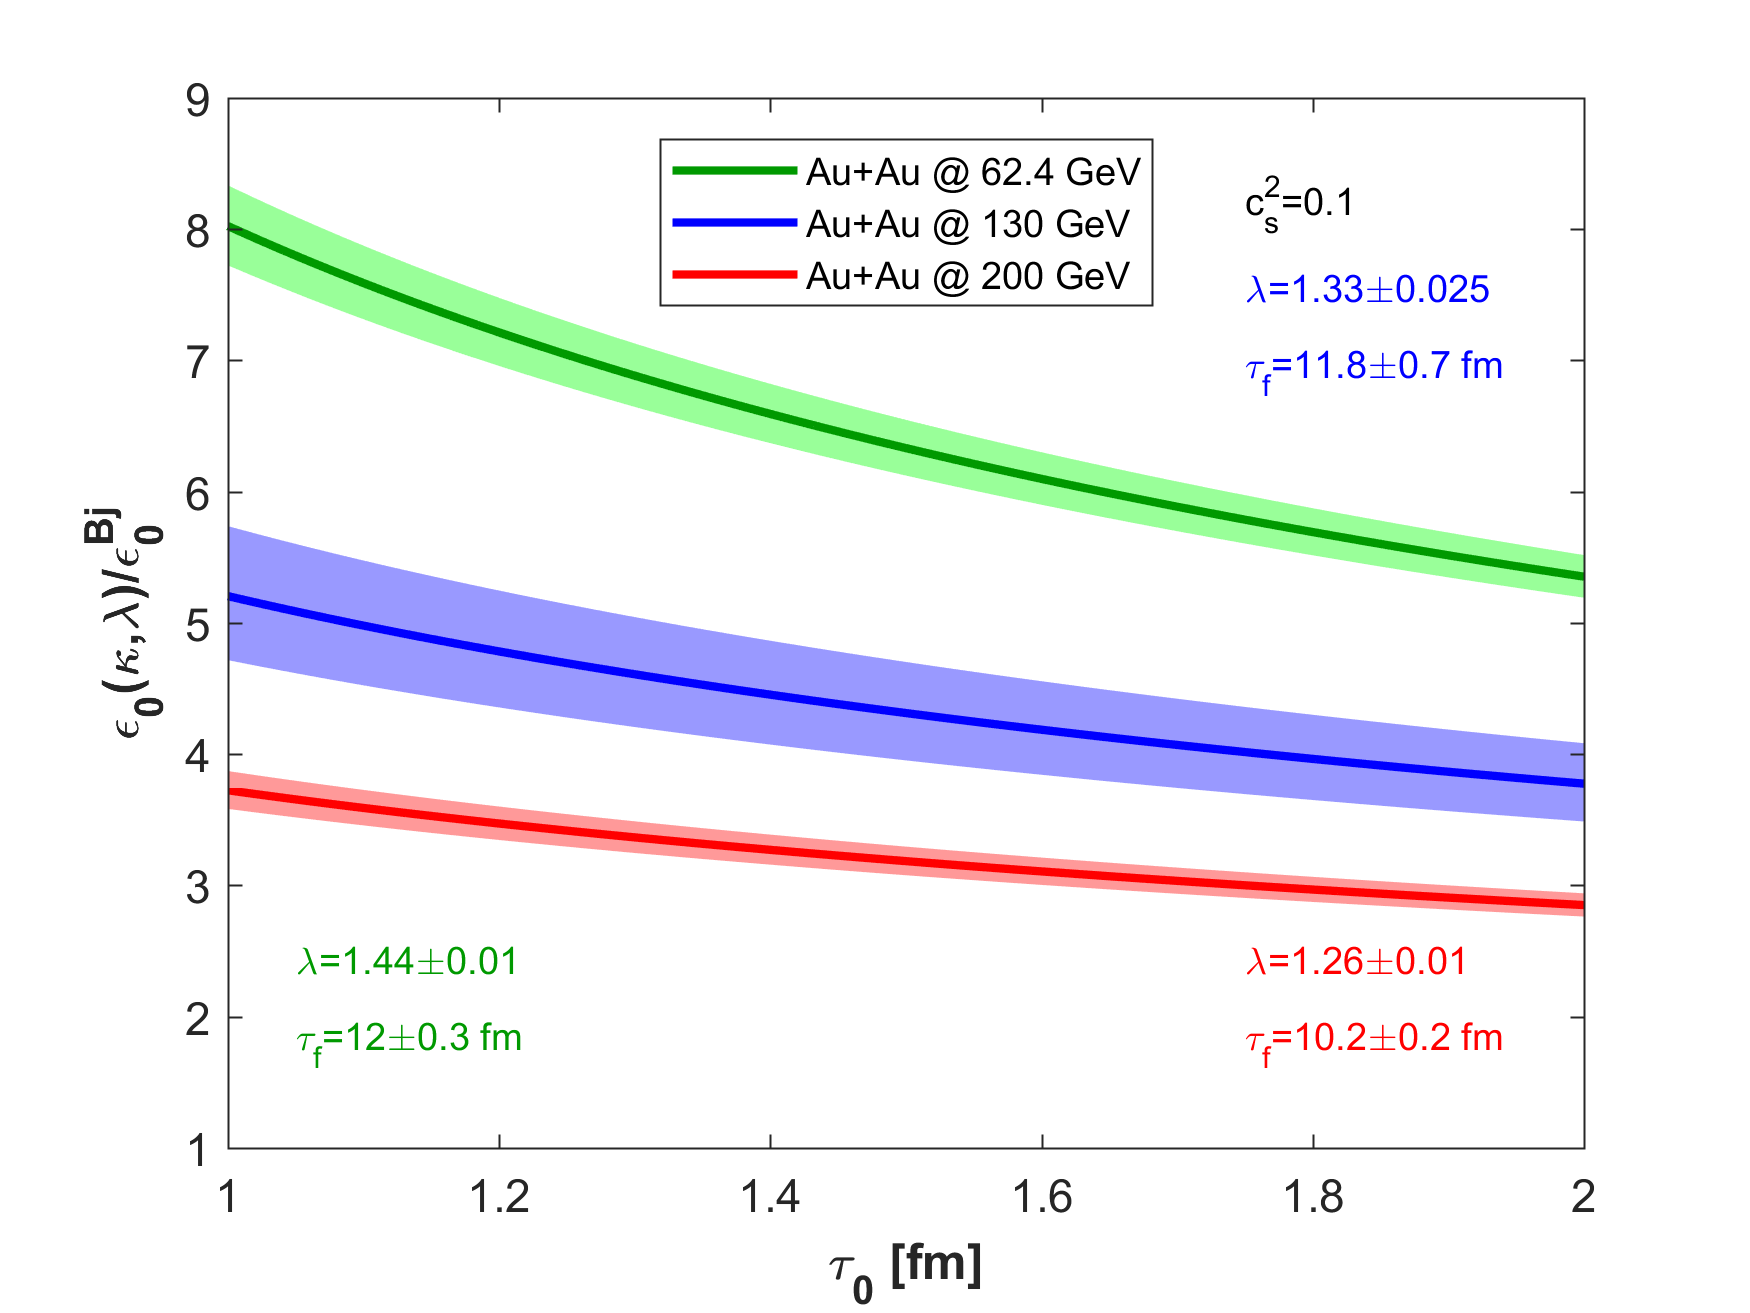 9
8
7
6
5
4
3
2
1
1
1.2
1.4
1.6
1.8
2
ϵ₀(κ,λ)/ϵ₀ᴮʲ
τ₀ [fm]
Au+Au @ 62.4 GeV
Au+Au @ 130 GeV
Au+Au @ 200 GeV
cₛ²=0.1
λ=1.33±0.025
τ_f=11.8±0.7 fm
λ=1.44±0.01
τ_f=12±0.3 fm
λ=1.26±0.01
τ_f=10.2±0.2 fm